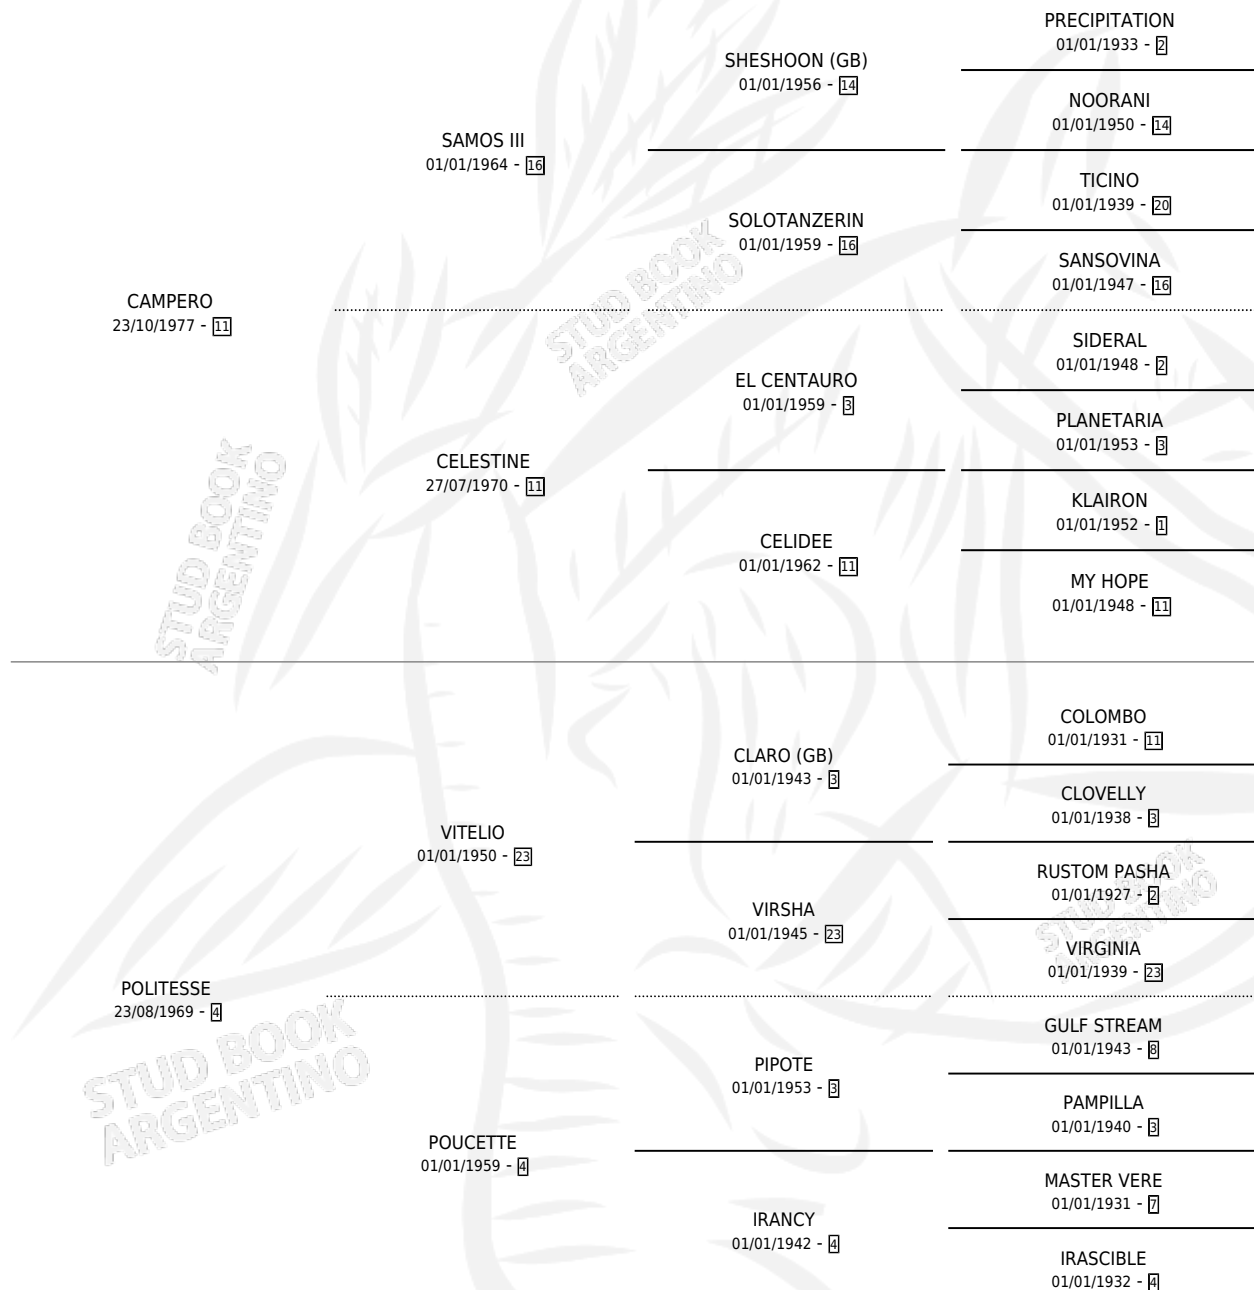 CAMPERO
23/10/1977 - 11
SAMOS III
01/01/1964 - 16
SHESHOON (GB)
01/01/1956 - 14
PRECIPITATION
01/01/1933 - 2
NOORANI
01/01/1950 - 14
SOLOTANZERIN
01/01/1959 - 16
TICINO
01/01/1939 - 20
SANSOVINA
01/01/1947 - 16
CELESTINE
27/07/1970 - 11
EL CENTAURO
01/01/1959 - 3
SIDERAL
01/01/1948 - 2
PLANETARIA
01/01/1953 - 3
CELIDEE
01/01/1962 - 11
KLAIRON
01/01/1952 - 1
MY HOPE
01/01/1948 - 11
POLITESSE
23/08/1969 - 4
VITELIO
01/01/1950 - 23
CLARO (GB)
01/01/1943 - 3
COLOMBO
01/01/1931 - 11
CLOVELLY
01/01/1938 - 3
VIRSHA
01/01/1945 - 23
RUSTOM PASHA
01/01/1927 - 2
VIRGINIA
01/01/1939 - 23
POUCETTE
01/01/1959 - 4
PIPOTE
01/01/1953 - 3
GULF STREAM
01/01/1943 - 8
PAMPILLA
01/01/1940 - 3
IRANCY
01/01/1942 - 4
MASTER VERE
01/01/1931 - 7
IRASCIBLE
01/01/1932 - 4
STUD BOOK
ARGENTINO
STUD BOOK
ARGENTINO
STUD BOOK
ARGENTINO
STUD BOOK
ARGENTINO